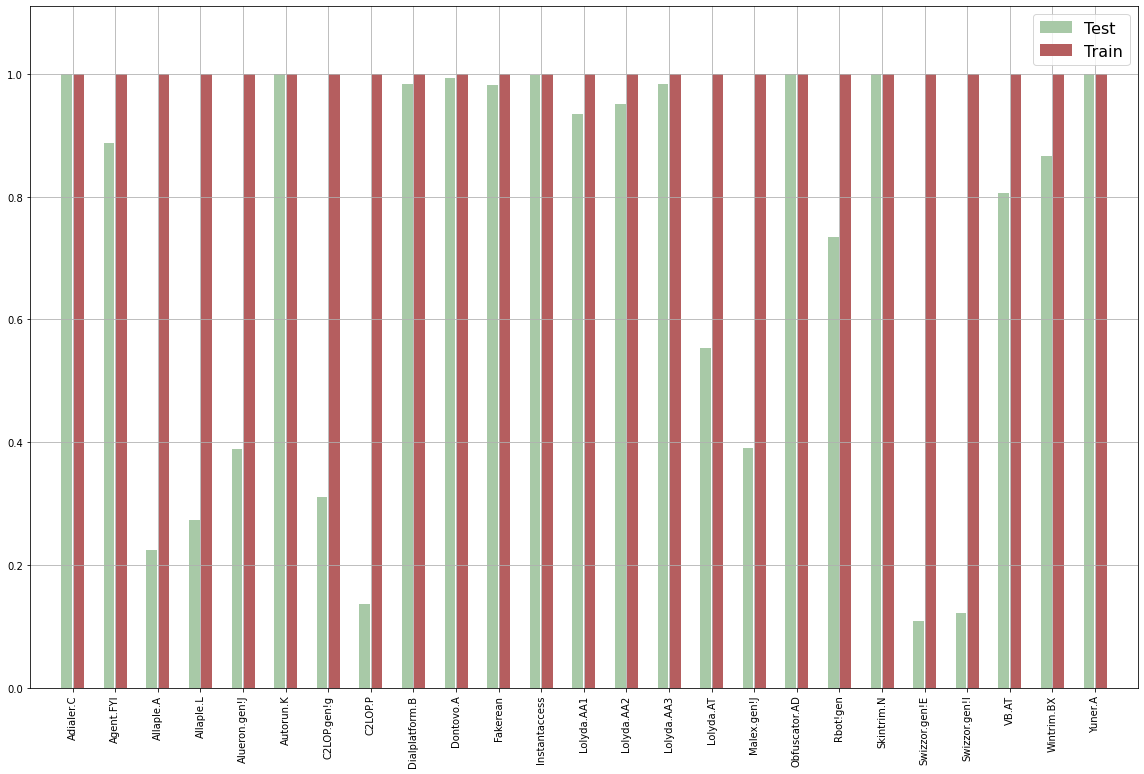 Test
Train
1.0
0.8
0.6
0.4
0.2
0.0
Adialer.C
Agent.FYI
Allaple.A
Allaple.L
Alueron.gen!J
Autorun.K
C2LOP.gen!g
C2LOP.P
Dialplatform.B
Dontovo.A
Fakerean
Instantaccess
Lolyda.AA1
Lolyda.AA2
Lolyda.AA3
Lolyda.AT
Malex.gen!J
Obfuscator.AD
Rbot!gen
Skintrim.N
Swizzor.gen!E
Swizzor.gen!I
VB.AT
Wintrim.BX
Yuner.A